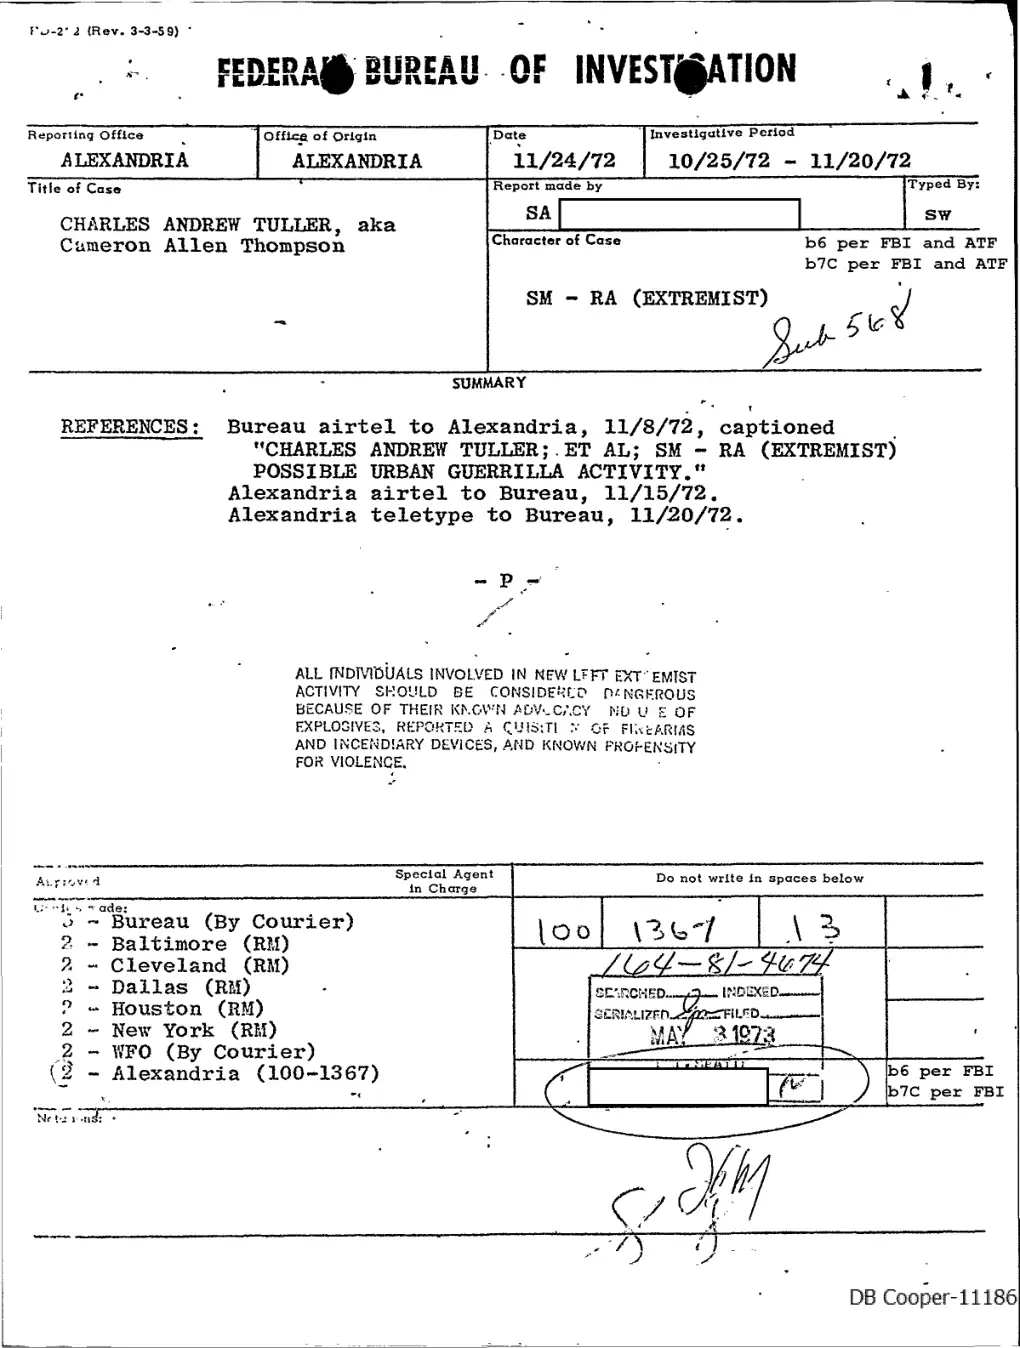 (Rev. 3-3-59)
FEDERAL BUREAU OF INVESTIGATION
1
Reporting Office
ALEXANDRIA
Office of Origin
ALEXANDRIA
Date
11/24/72
Investigative Period
10/25/72 - 11/20/72
Title of Case
CHARLES ANDREW TULLER, aka
Cameron Allen Thompson
Report made by
SA
Typed By:
SW
Character of Case
b6 per FBI and ATF
b7C per FBI and ATF
SM - RA (EXTREMIST)
Sub 568
SUMMARY
REFERENCES: Bureau airtel to Alexandria, 11/8/72, captioned
"CHARLES ANDREW TULLER; ET AL; SM - RA (EXTREMIST)
POSSIBLE URBAN GUERRILLA ACTIVITY."
Alexandria airtel to Bureau, 11/15/72.
Alexandria teletype to Bureau, 11/20/72.
- P -
ALL INDIVIDUALS INVOLVED IN NEW LEFT EXTREMIST
ACTIVITY SHOULD BE CONSIDERED DANGEROUS
BECAUSE OF THEIR KNOWN ADVOCACY AND USE OF
EXPLOSIVES, REPORTED ACQUISITION OF FIREARMS
AND INCENDIARY DEVICES, AND KNOWN PROPENSITY
FOR VIOLENCE.
Approved
Special Agent
in Charge
Do not write in spaces below
Copies made:
- Bureau (By Courier)
2 - Baltimore (RM)
2 - Cleveland (RM)
2 - Dallas (RM)
2 - Houston (RM)
2 - New York (RM)
2 - WFO (By Courier)
2 - Alexandria (100-1367)
100 1367 13
164-81-4674
SEARCHED INDEXED
SERIALIZED FILED
MAY 3 1973
b6 per FBI
b7C per FBI
Notations:
DB Cooper-11186